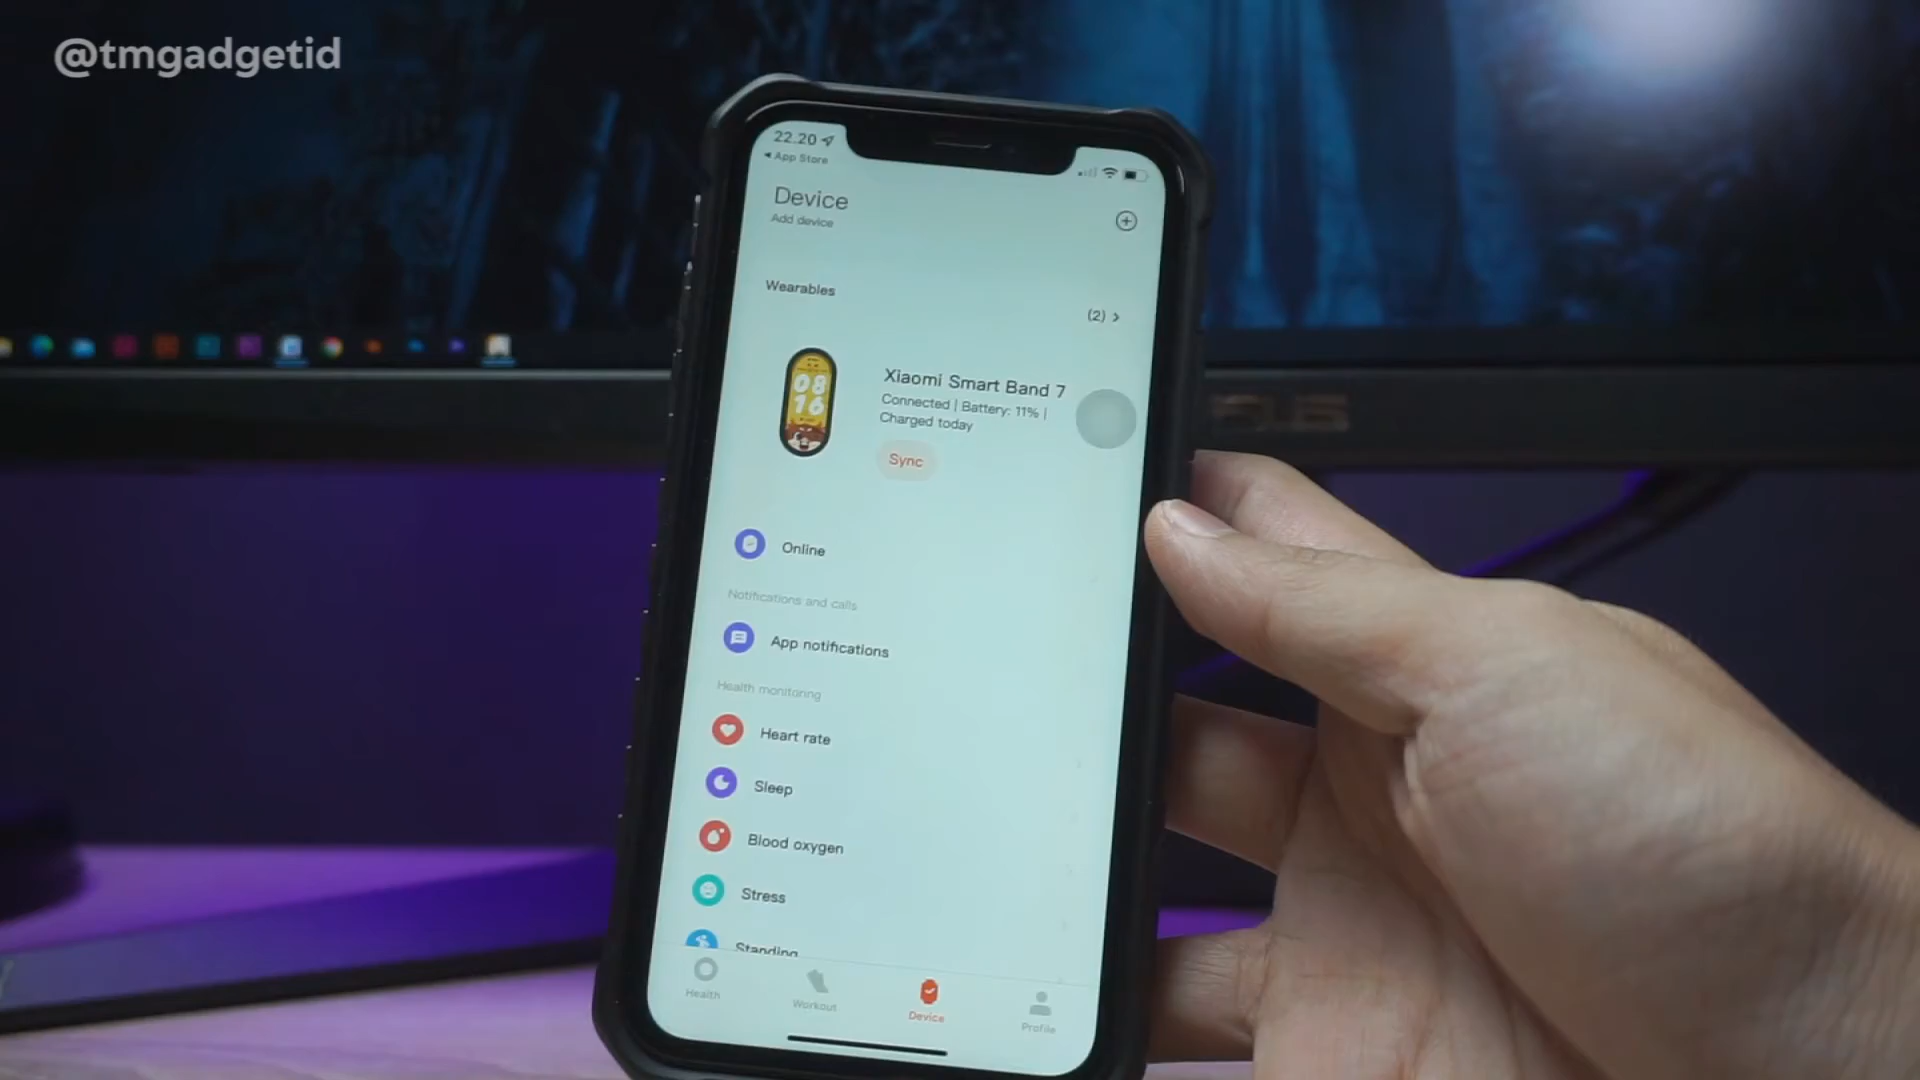 @tmgadgetid
22.20
App Store
Device
Add device
Wearables
(2)
08
16
Xiaomi Smart Band 7
Connected | Battery: 11% |
Charged today
Sync
Online
Notifications and calls
App notifications
Health monitoring
Heart rate
Sleep
Blood oxygen
Stress
Standing
Health
Workout
Device
Profile